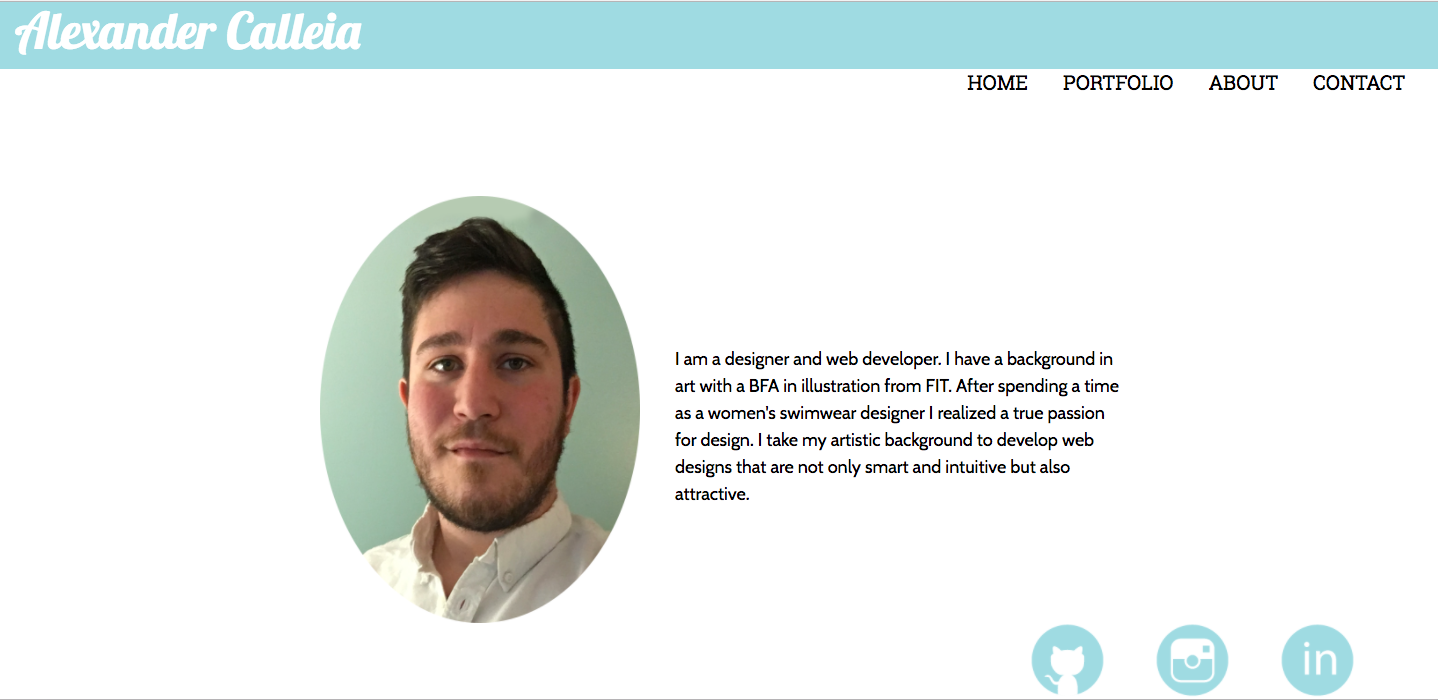 Alexander Calleia
HOME PORTFOLIO ABOUT CONTACT
I am a designer and web developer. I have a background in
art with a BFA in illustration from FIT. After spending a time
as a women's swimwear designer I realized a true passion
for design. I take my artistic background to develop web
designs that are not only smart and intuitive but also
attractive.
in